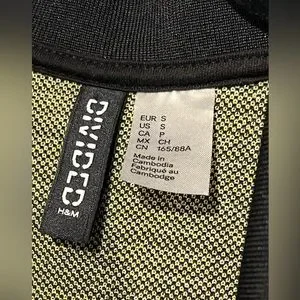 DIVIDED
H&M
EUR S
US S
CA P
MX CH
CN 165/88A
Made in
Cambodia
Fabriqué au
Cambodge